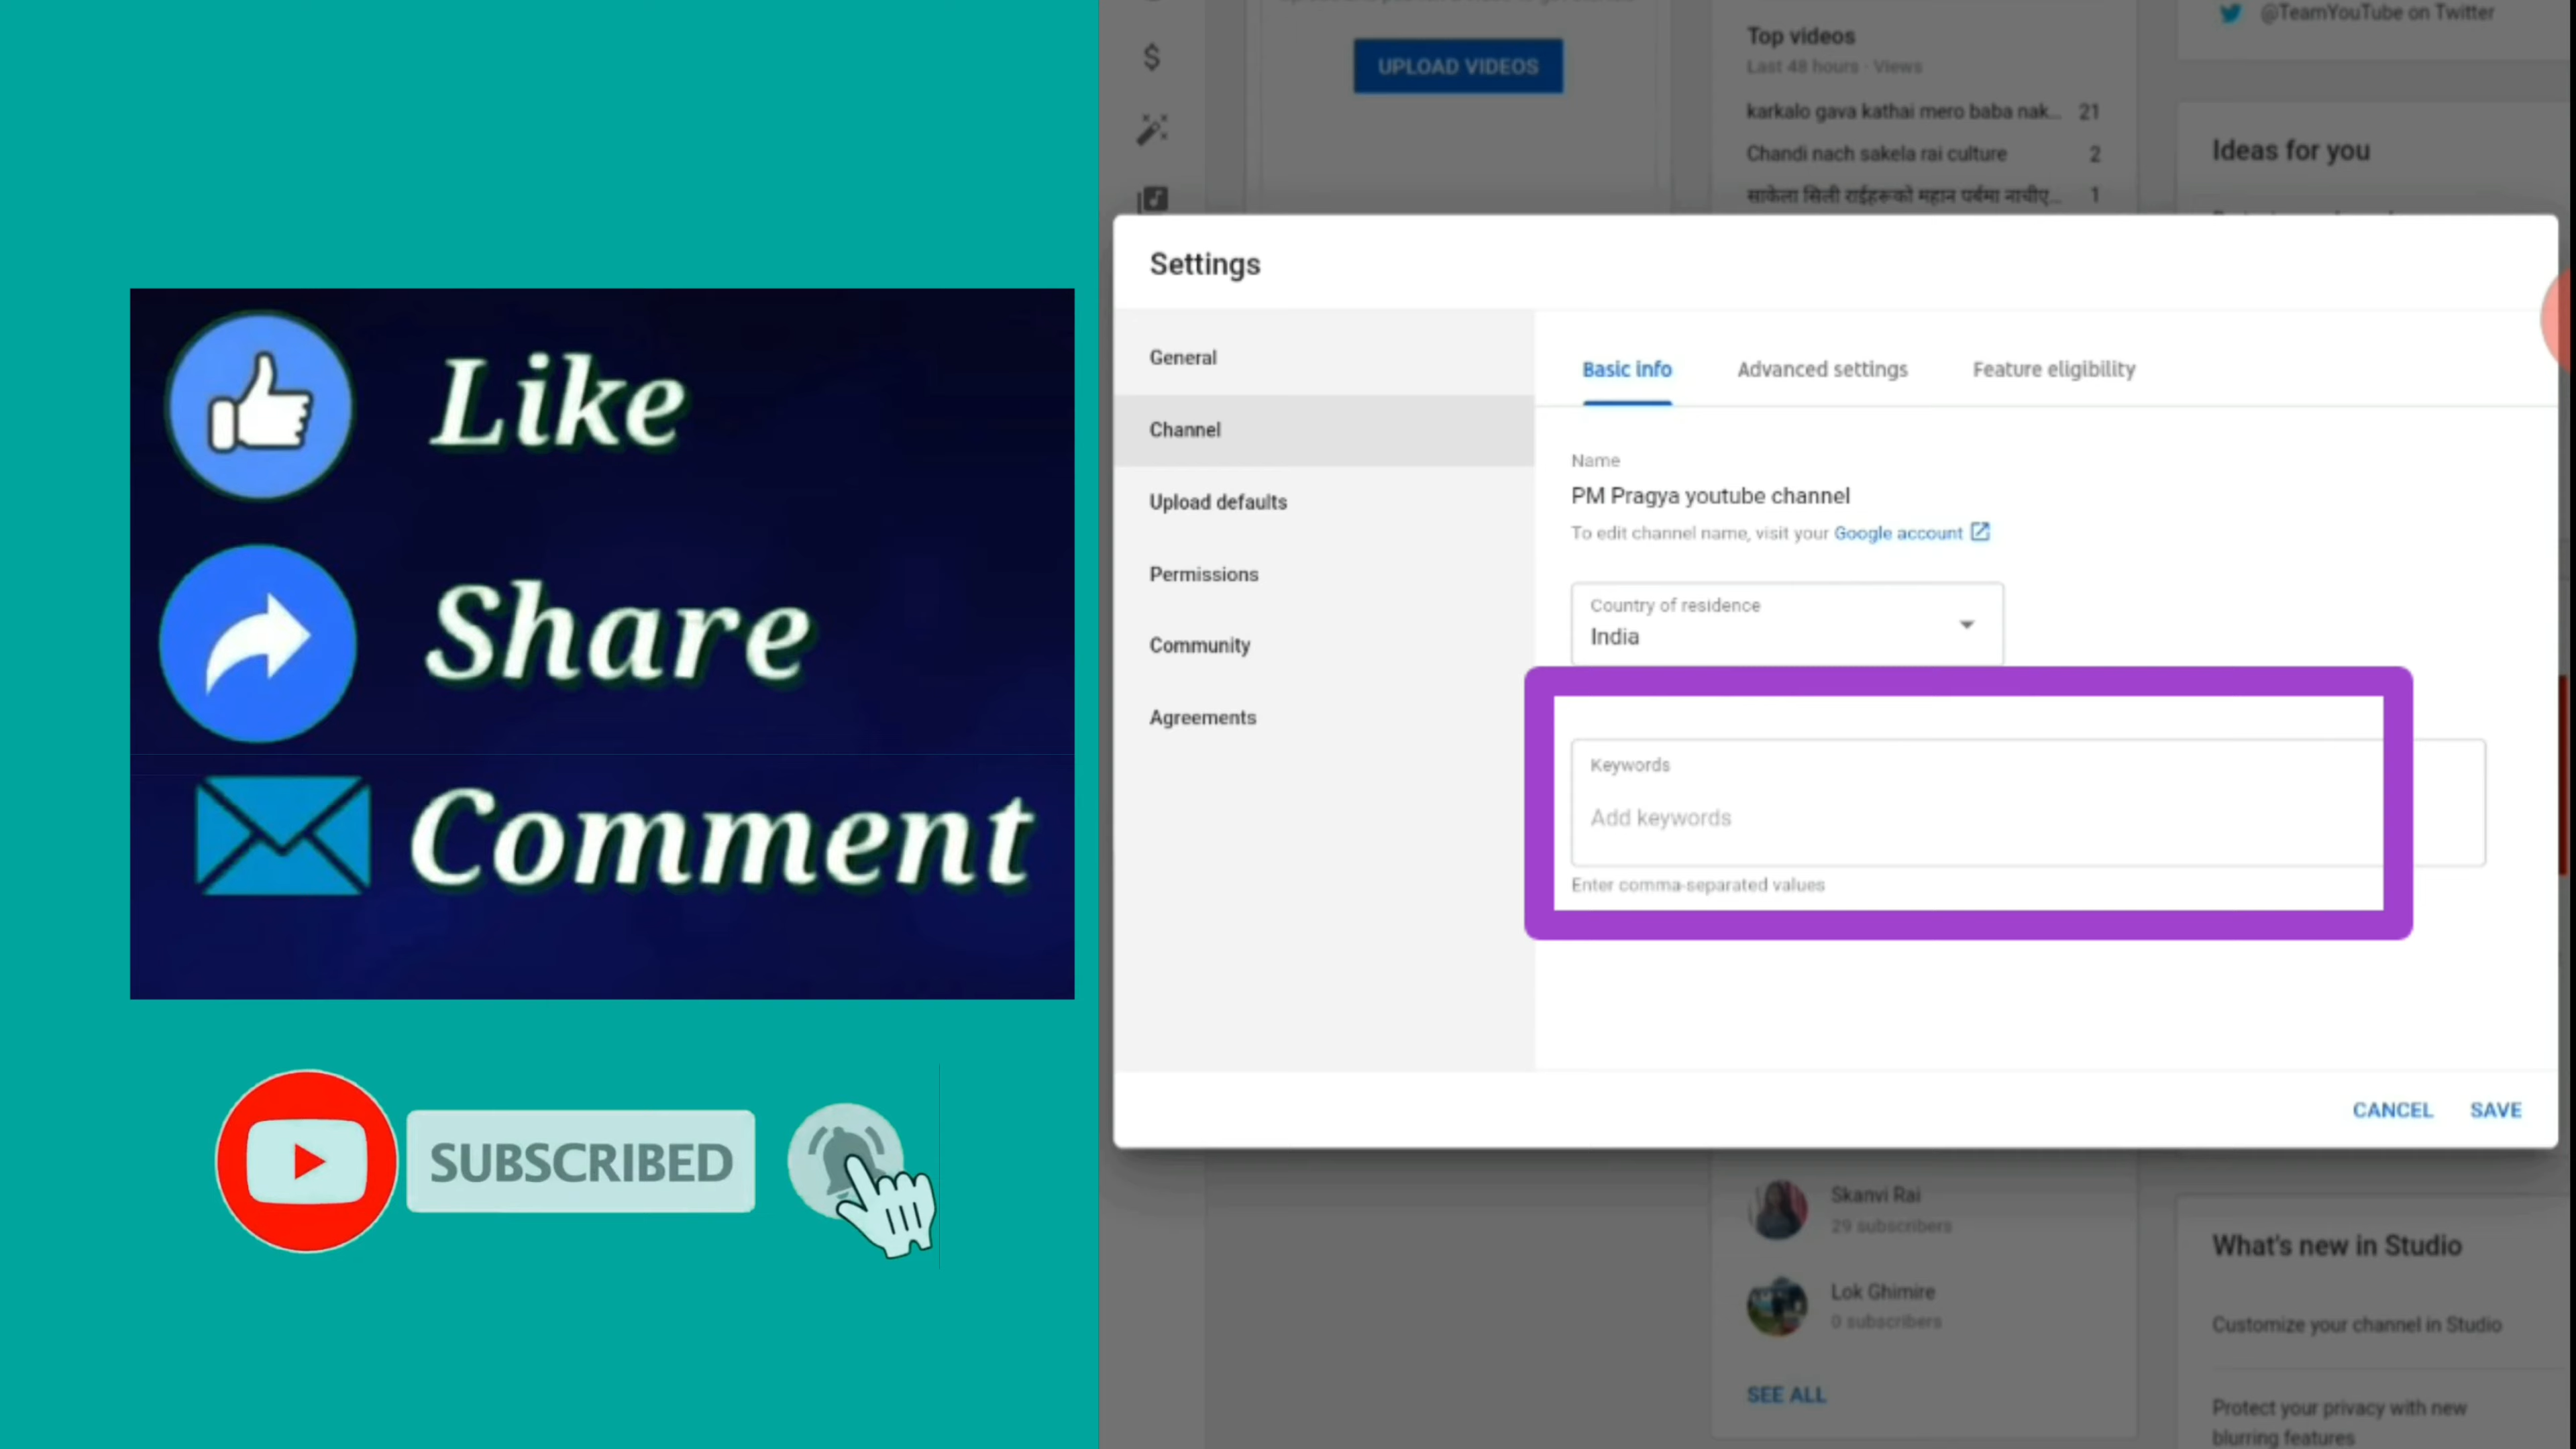 Like
Share
Comment
SUBSCRIBED
@TeamYouTube on Twitter
UPLOAD VIDEOS
Top videos
Last 48 hours · Views
karkalo gava kathai mero baba nak... 21
Chandi nach sakela rai culture 2
साकेला सिली राईहरूको महान पर्बमा नाचीए... 1
Ideas for you
Settings
General
Channel
Upload defaults
Permissions
Community
Agreements
Basic info Advanced settings Feature eligibility
Name
PM Pragya youtube channel
To edit channel name, visit your Google account
Country of residence
India
Keywords
Add keywords
Enter comma-separated values
CANCEL SAVE
Skanvi Rai
29 subscribers
Lok Ghimire
0 subscribers
SEE ALL
What's new in Studio
Customize your channel in Studio
Protect your privacy with new
blurring features